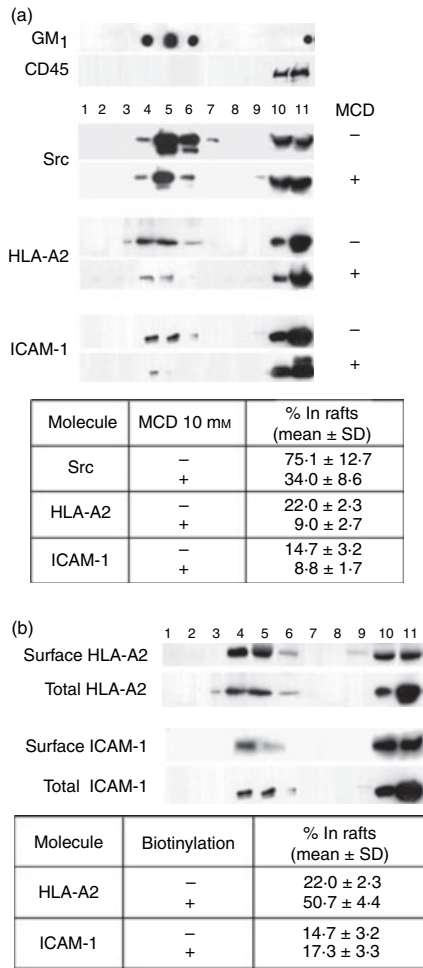 (a)
GM1
CD45
1 2 3 4 5 6 7 8 9 10 11 MCD
Src
–
+
HLA-A2
–
+
ICAM-1
–
+
Molecule MCD 10 mM % In rafts (mean ± SD)
Src – 75·1 ± 12·7
+ 34·0 ± 8·6
HLA-A2 – 22·0 ± 2·3
+ 9·0 ± 2·7
ICAM-1 – 14·7 ± 3·2
+ 8·8 ± 1·7
(b)
1 2 3 4 5 6 7 8 9 10 11
Surface HLA-A2
Total HLA-A2
Surface ICAM-1
Total ICAM-1
Molecule Biotinylation % In rafts (mean ± SD)
HLA-A2 – 22·0 ± 2·3
+ 50·7 ± 4·4
ICAM-1 – 14·7 ± 3·2
+ 17·3 ± 3·3